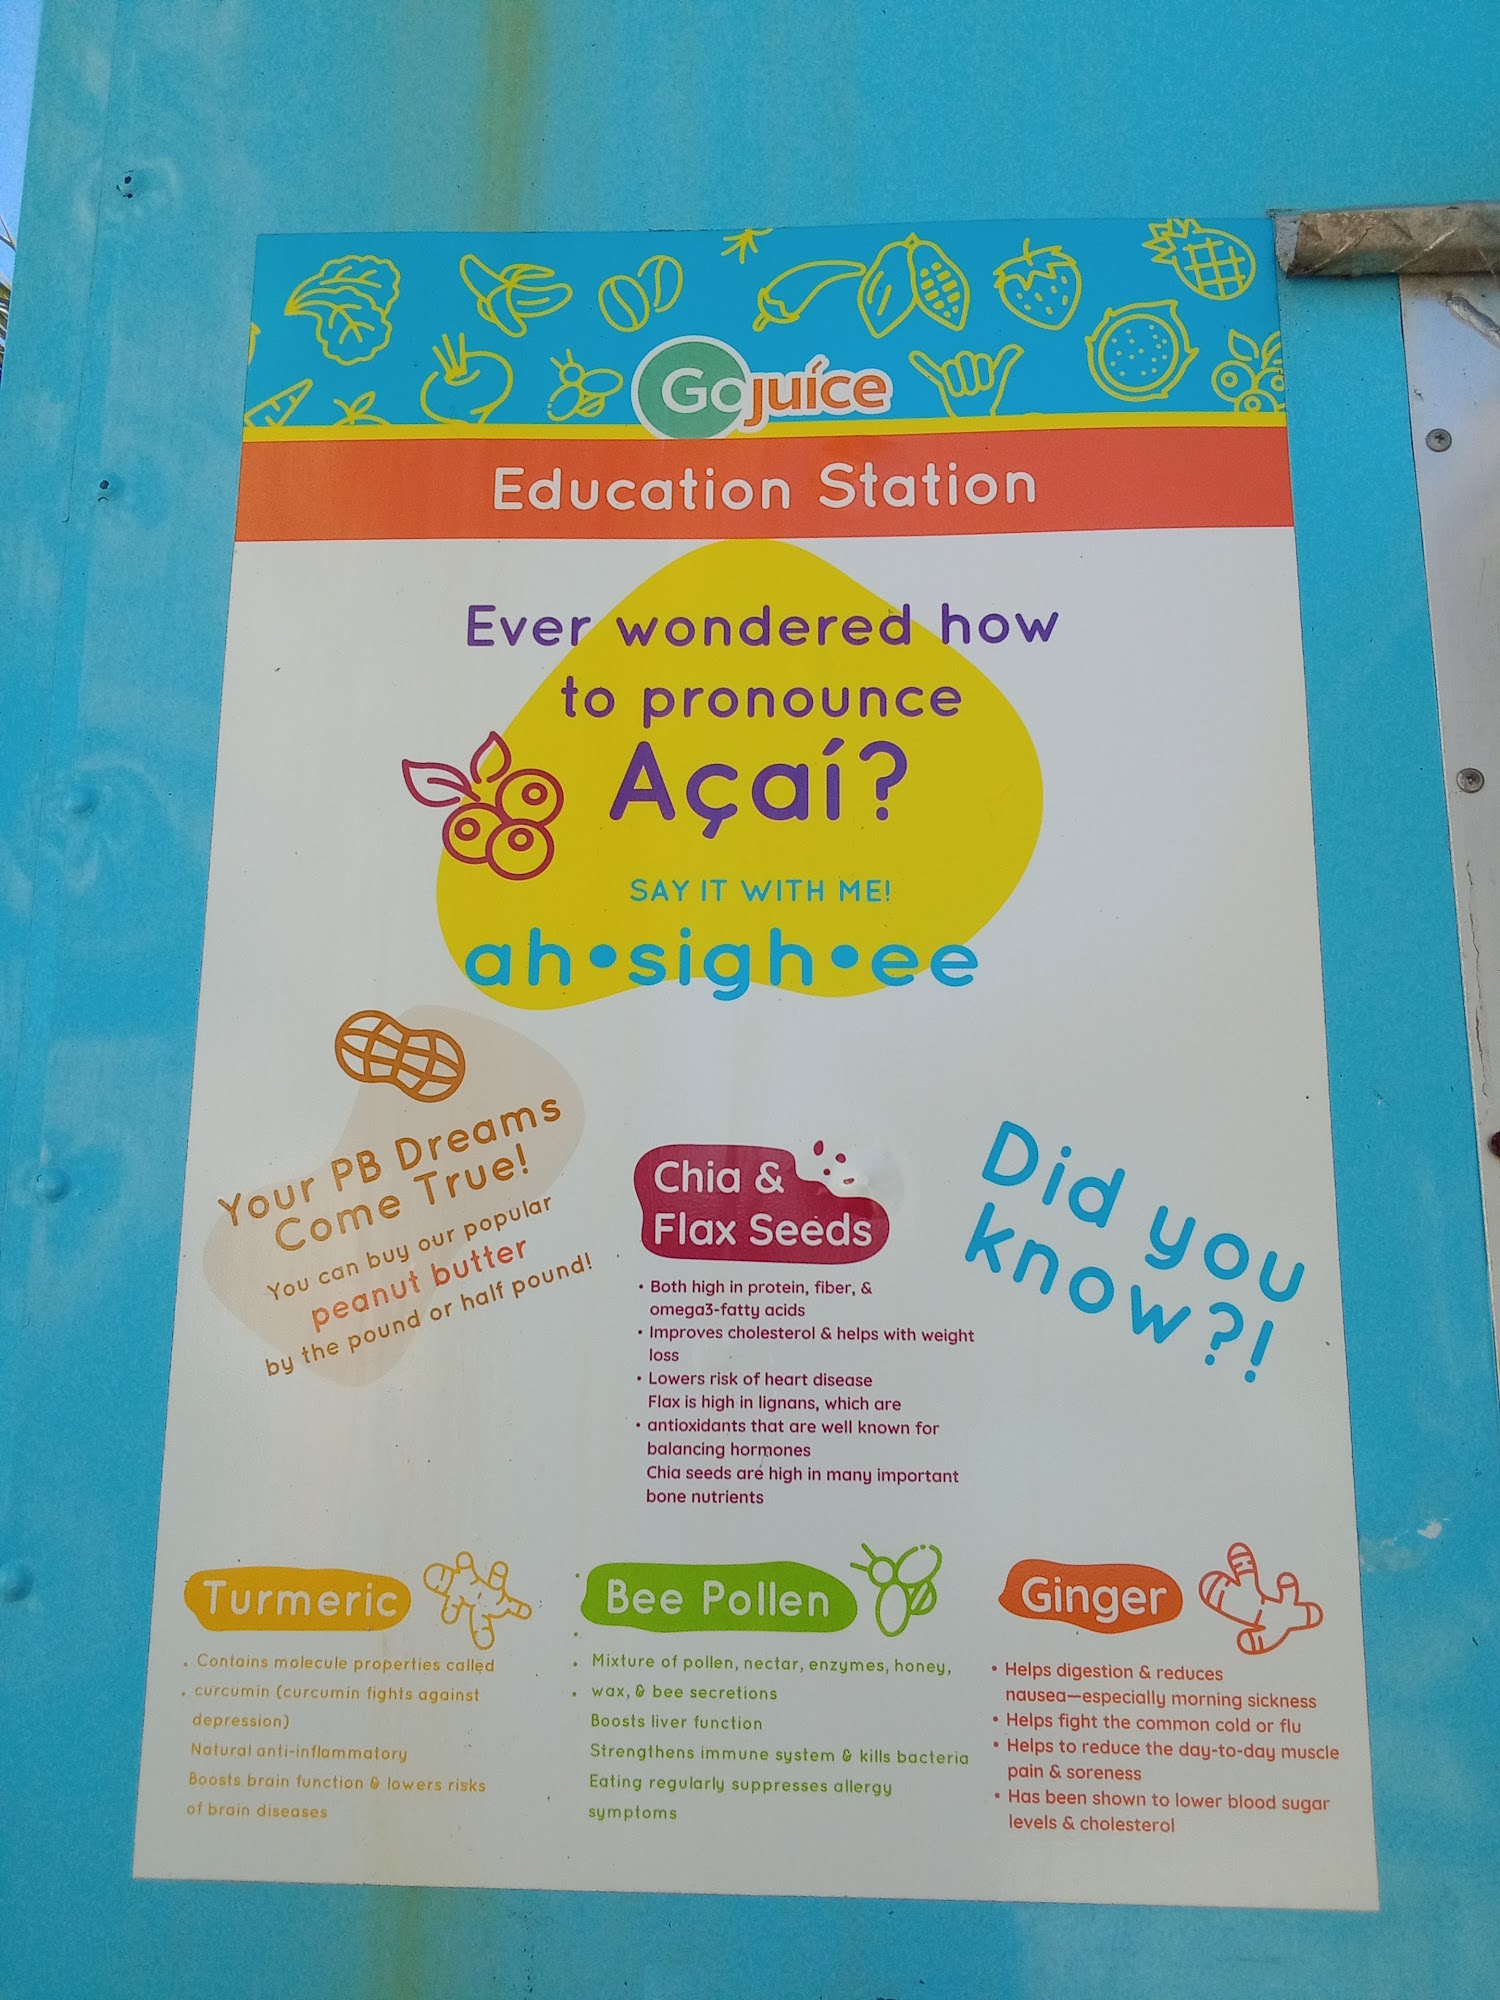 Gojuíce
Education Station
Ever wondered how
to pronounce
Açaí?
SAY IT WITH ME!
ah•sigh•ee
Your PB Dreams
Come True!
You can buy our popular
peanut butter
by the pound or half pound!
Chia &
Flax Seeds
• Both high in protein, fiber, &
omega3-fatty acids
• Improves cholesterol & helps with weight
loss
• Lowers risk of heart disease
Flax is high in lignans, which are
• antioxidants that are well known for
balancing hormones
Chia seeds are high in many important
bone nutrients
Did you
know?!
Turmeric
• Contains molecule properties called
• curcumin (curcumin fights against
depression)
Natural anti-inflammatory
Boosts brain function & lowers risks
of brain diseases
Bee Pollen
• Mixture of pollen, nectar, enzymes, honey,
• wax, & bee secretions
Boosts liver function
Strengthens immune system & kills bacteria
Eating regularly suppresses allergy
symptoms
Ginger
• Helps digestion & reduces
nausea—especially morning sickness
• Helps fight the common cold or flu
• Helps to reduce the day-to-day muscle
pain & soreness
• Has been shown to lower blood sugar
levels & cholesterol